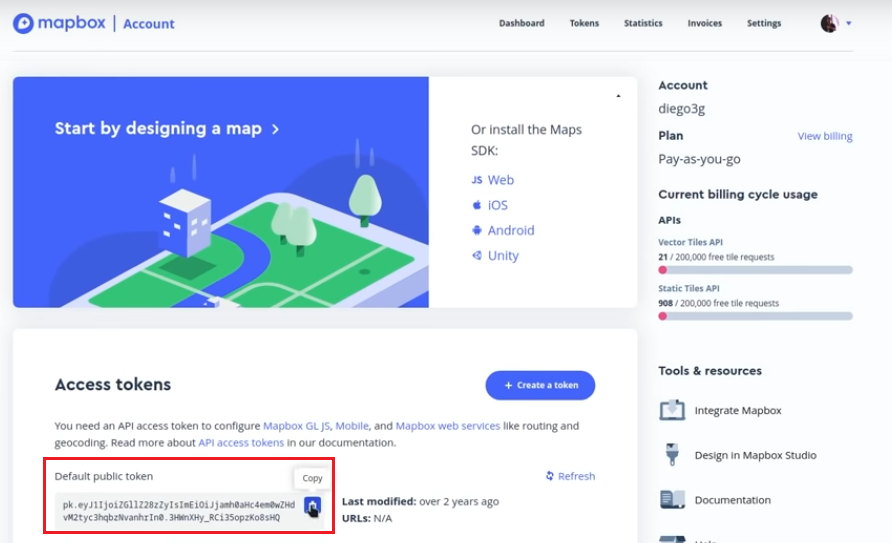 mapbox | Account
Dashboard Tokens Statistics Invoices Settings
Start by designing a map
Or install the Maps
SDK:
JS Web
iOS
Android
Unity
Account
diego3g
Plan View billing
Pay-as-you-go
Current billing cycle usage
APIs
Vector Tiles API
21 / 200,000 free tile requests
Static Tiles API
908 / 200,000 free tile requests
Access tokens
+ Create a token
You need an API access token to configure Mapbox GL JS, Mobile, and Mapbox web services like routing and
geocoding. Read more about API access tokens in our documentation.
Default public token
Copy
Refresh
pk.eyJ1IjoiZGllZ28zZyIsImEiOiJjamh0aHc4em0wZHd
vM2tyc3hqbzNvanhrIn0.3HWnXHy_RCi35opzKo8sHQ
Last modified: over 2 years ago
URLs: N/A
Tools & resources
Integrate Mapbox
Design in Mapbox Studio
Documentation